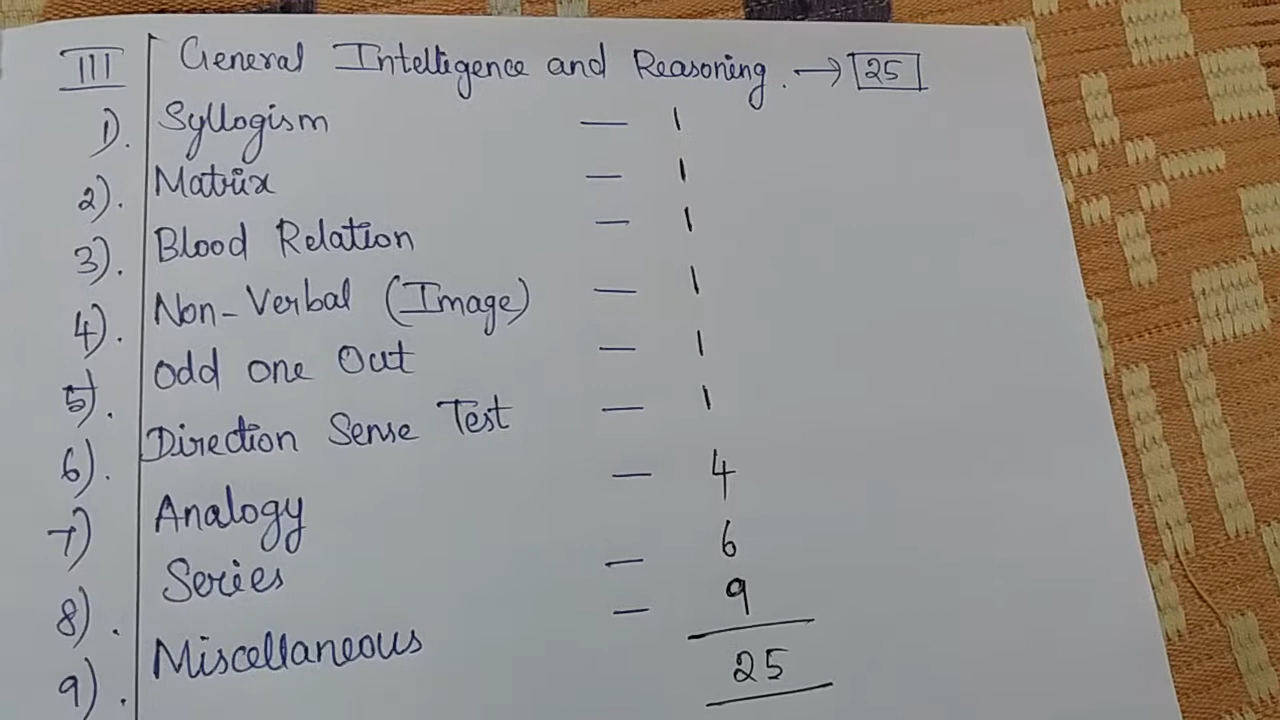 III General Intelligence and Reasoning. → 25
1). Syllogism — 1
2). Matrix — 1
3). Blood Relation — 1
4). Non-Verbal (Image) — 1
5). Odd one Out — 1
6). Direction Sense Test — 1
7) Analogy — 4
8). Series — 6
9). Miscellaneous — 9
25